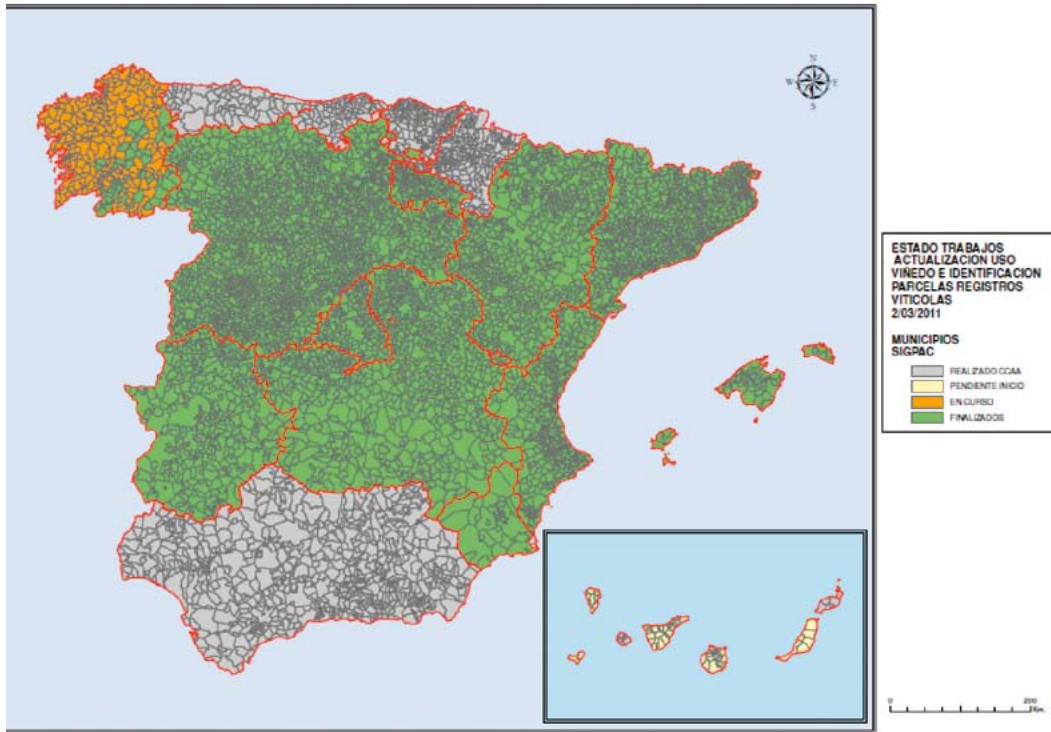 N
W E
S
ESTADO TRABAJOS
ACTUALIZACION USO
VIÑEDO E IDENTIFICACION
PARCELAS REGISTROS
VITICOLAS
2/03/2011
MUNICIPIOS
SIGPAC
REALIZADO CCAA
PENDIENTE INICIO
EN CURSO
FINALIZADOS
0 200
Km.